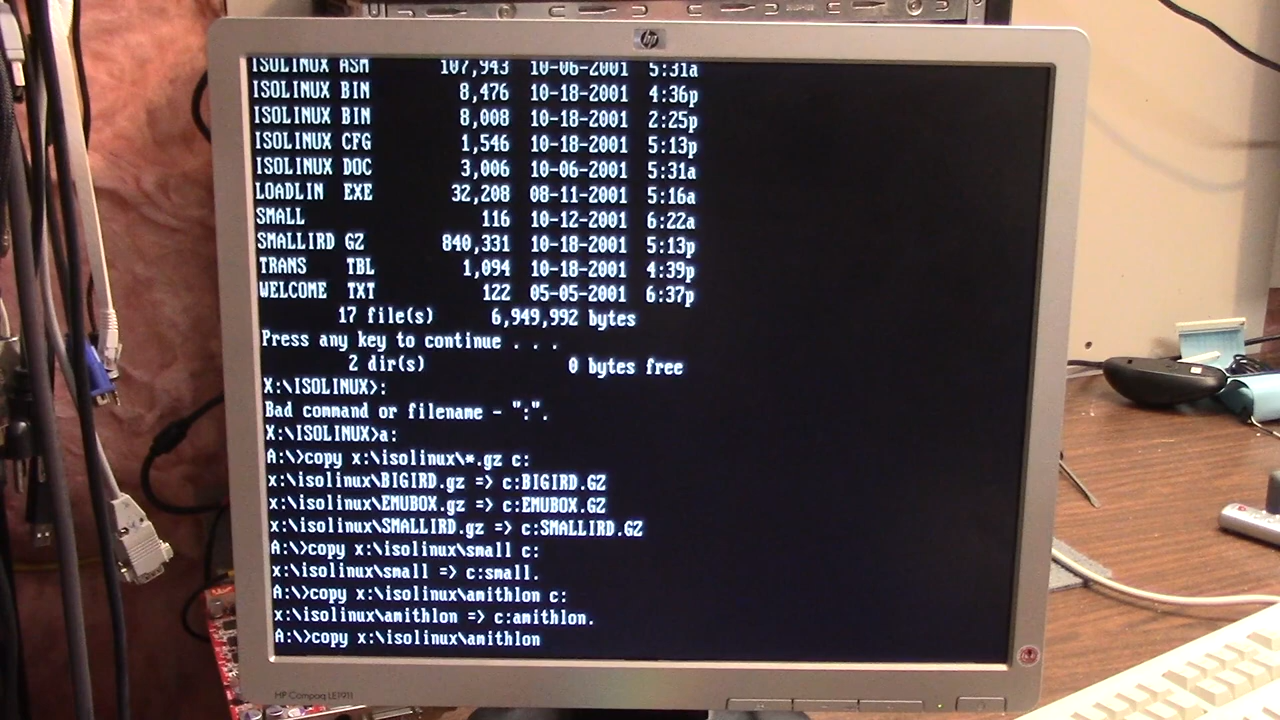 hp
ISOLINUX ASM 107,943 10-06-2001 5:31a
ISOLINUX BIN 8,476 10-18-2001 4:36p
ISOLINUX BIN 8,008 10-18-2001 2:25p
ISOLINUX CFG 1,546 10-18-2001 5:13p
ISOLINUX DOC 3,006 10-06-2001 5:31a
LOADLIN EXE 32,208 08-11-2001 5:16a
SMALL 116 10-12-2001 6:22a
SMALLIRD GZ 840,331 10-18-2001 5:13p
TRANS TBL 1,094 10-18-2001 4:39p
WELCOME TXT 122 05-05-2001 6:37p
17 file(s) 6,949,992 bytes
Press any key to continue . . .
2 dir(s) 0 bytes free
X:\ISOLINUX>:
Bad command or filename - ":".
X:\ISOLINUX>a:
A:\>copy x:\isolinux\*.gz c:
x:\isolinux\BIGIRD.gz => c:BIGIRD.GZ
x:\isolinux\EMUBOX.gz => c:EMUBOX.GZ
x:\isolinux\SMALLIRD.gz => c:SMALLIRD.GZ
A:\>copy x:\isolinux\small c:
x:\isolinux\small => c:small.
A:\>copy x:\isolinux\amithlon c:
x:\isolinux\amithlon => c:amithlon.
A:\>copy x:\isolinux\amithlon
HP Compaq LE1911